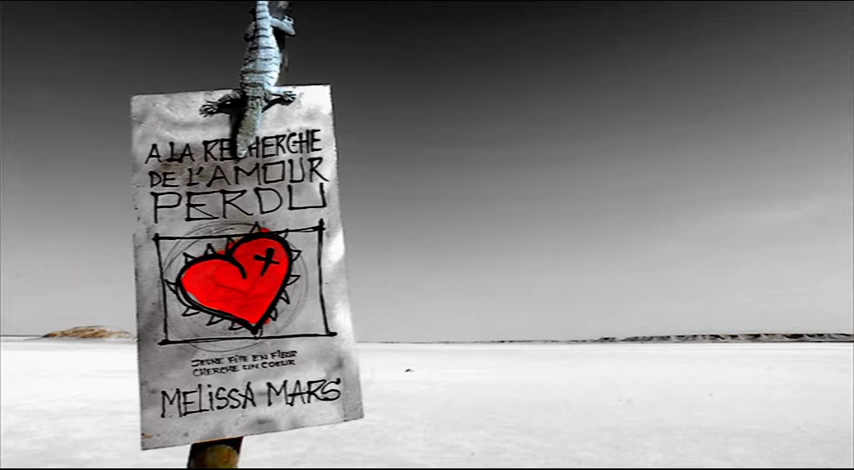 A LA RECHERCHE
DE L'AMOUR
PERDU
JEUNE FILLE EN FLEUR
CHERCHE UN COEUR
MELISSA MARS